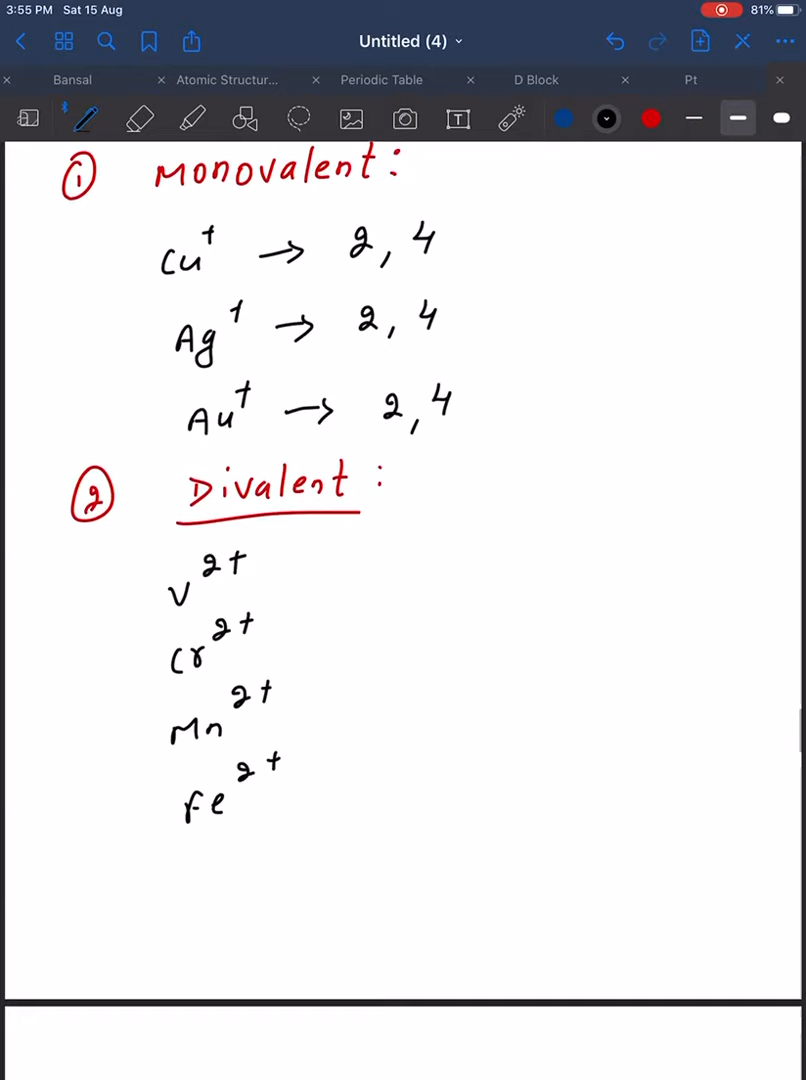 3:55 PM Sat 15 Aug 81%
Untitled (4)
Bansal Atomic Structur... Periodic Table D Block Pt
① Monovalent:
Cu⁺ → 2, 4
Ag⁺ → 2, 4
Au⁺ → 2, 4
② Divalent:
V²⁺
Cr²⁺
Mn²⁺
Fe²⁺